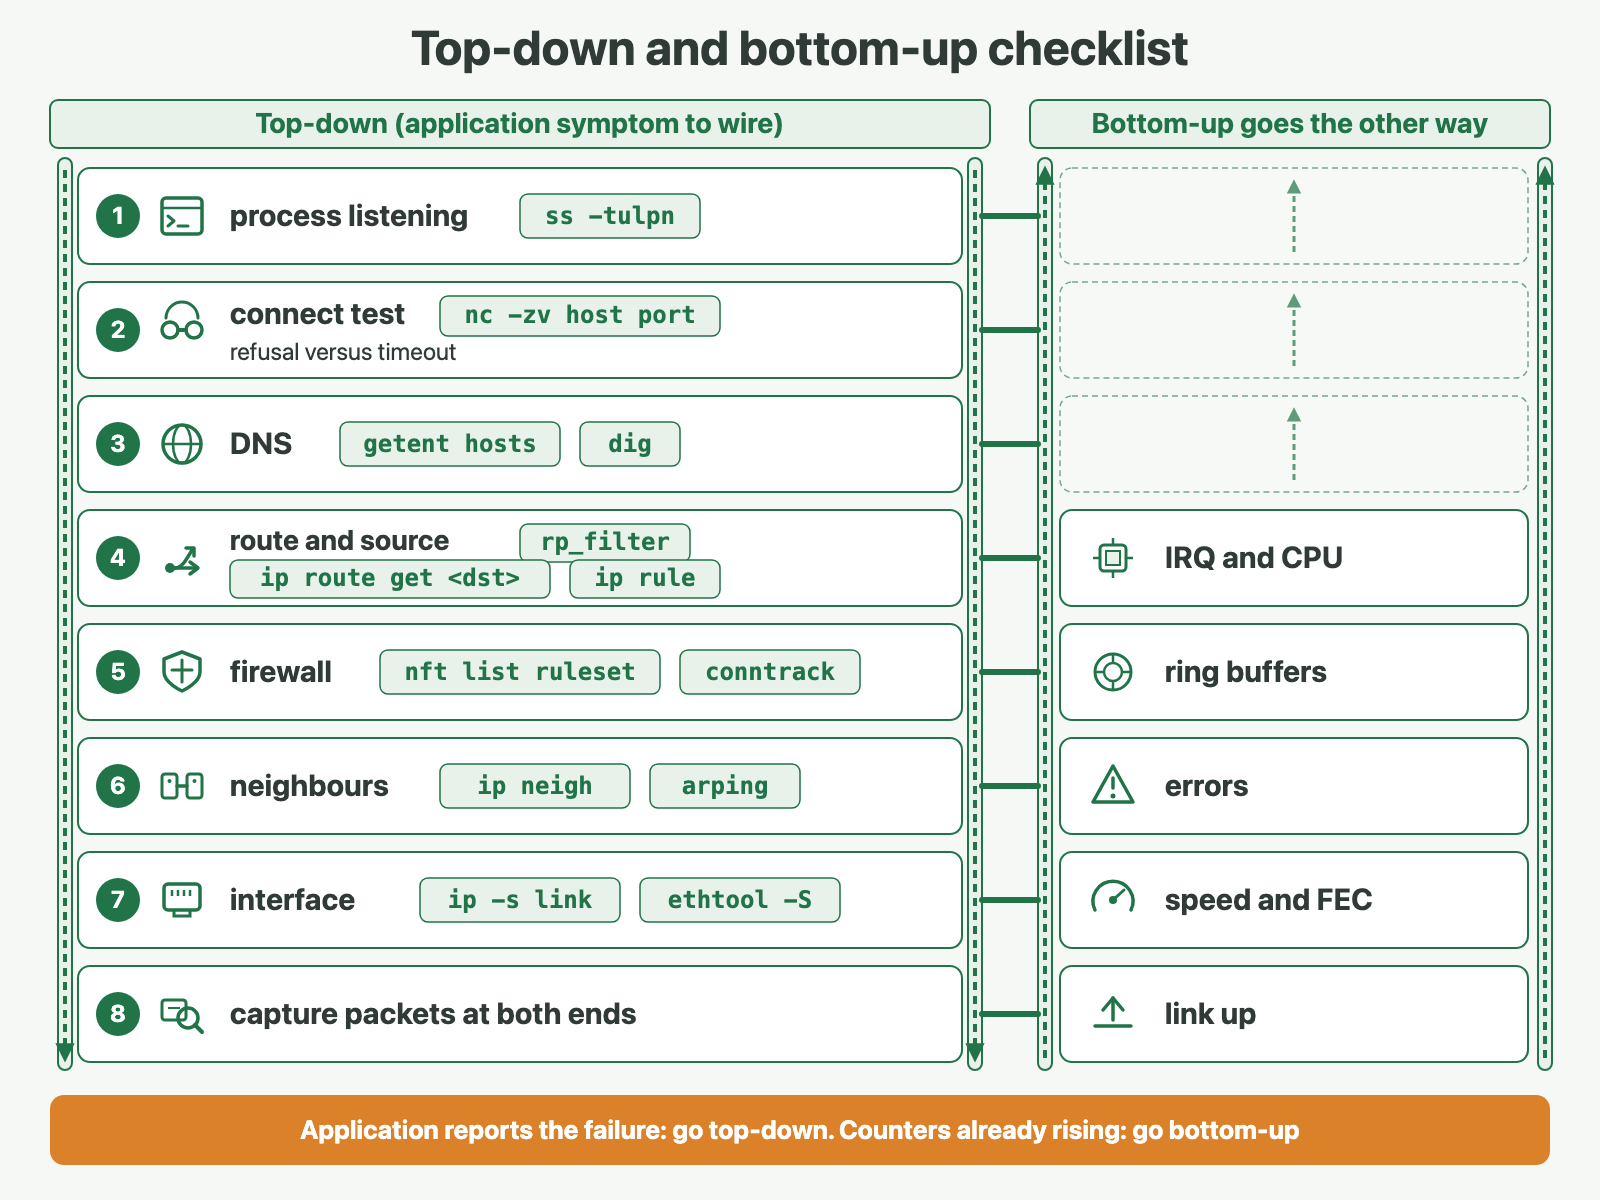 Top-down and bottom-up checklist
Top-down (application symptom to wire)
1 process listening ss -tulpn
2 connect test nc -zv host port
refusal versus timeout
3 DNS getent hosts dig
4 route and source rp_filter
ip route get <dst> ip rule
5 firewall nft list ruleset conntrack
6 neighbours ip neigh arping
7 interface ip -s link ethtool -S
8 capture packets at both ends
Bottom-up goes the other way
IRQ and CPU
ring buffers
errors
speed and FEC
link up
Application reports the failure: go top-down. Counters already rising: go bottom-up